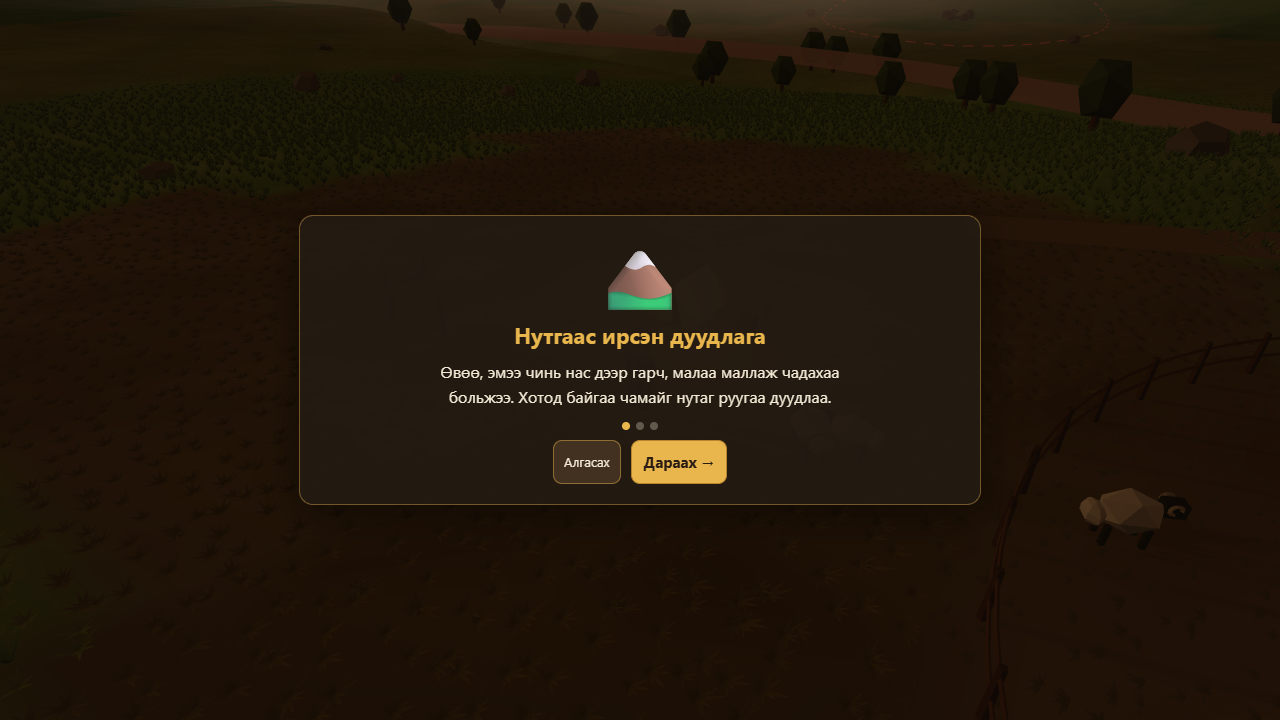 Нутгаас ирсэн дуудлага
Өвөө, эмээ чинь нас дээр гарч, малаа маллаж чадахаа
больжээ. Хотод байгаа чамайг нутаг руугаа дуудлаа.
Алгасах
Дараах →